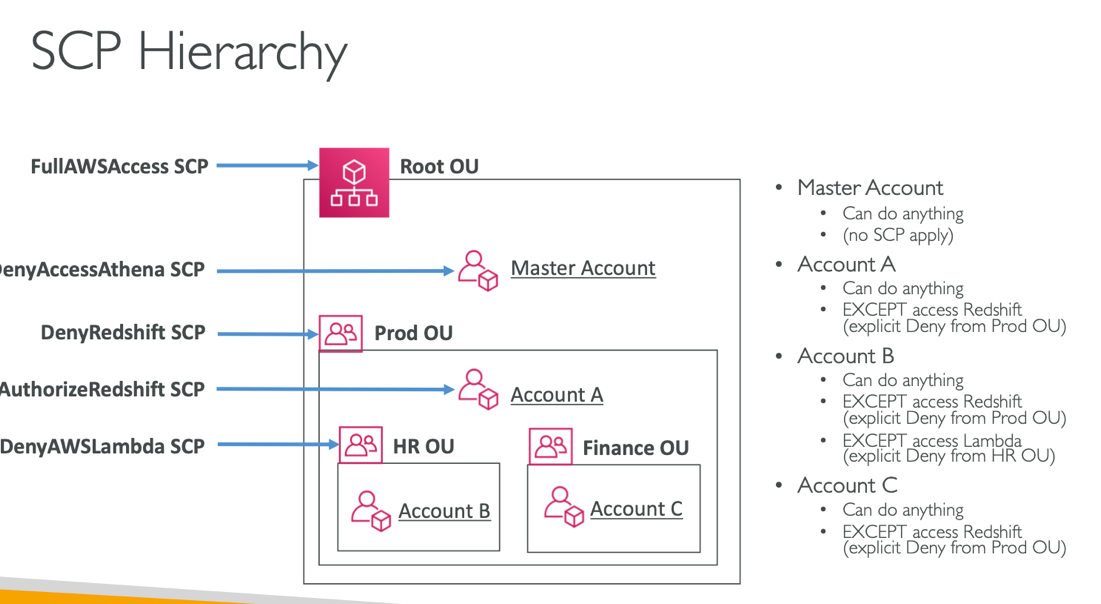 SCP Hierarchy
FullAWSAccess SCP
Root OU
enyAccessAthena SCP
Master Account
DenyRedshift SCP
Prod OU
AuthorizeRedshift SCP
Account A
DenyAWSLambda SCP
HR OU
Finance OU
Account B
Account C
• Master Account
• Can do anything
• (no SCP apply)
• Account A
• Can do anything
• EXCEPT access Redshift
(explicit Deny from Prod OU)
• Account B
• Can do anything
• EXCEPT access Redshift
(explicit Deny from Prod OU)
• EXCEPT access Lambda
(explicit Deny from HR OU)
• Account C
• Can do anything
• EXCEPT access Redshift
(explicit Deny from Prod OU)